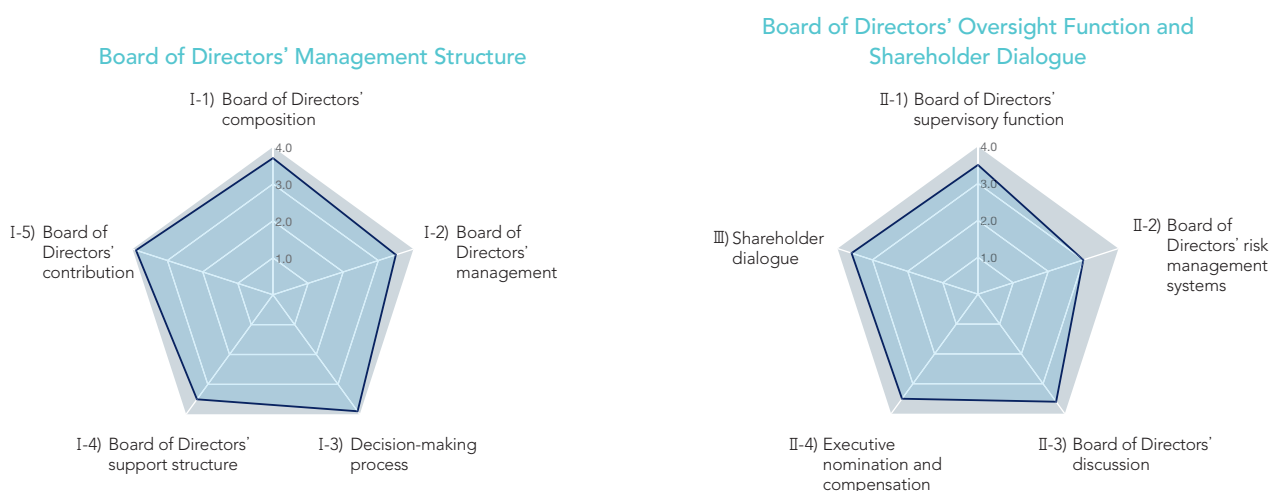 Board of Directors’ Management Structure
I-1) Board of Directors’
composition
4.0
3.0
2.0
1.0
I-2) Board of
Directors’
management
I-3) Decision-making
process
I-4) Board of Directors’
support structure
I-5) Board of
Directors’
contribution
Board of Directors’ Oversight Function and
Shareholder Dialogue
II-1) Board of Directors’
supervisory function
4.0
3.0
2.0
1.0
II-2) Board of
Directors’ risk
management
systems
II-3) Board of Directors’
discussion
II-4) Executive
nomination and
compensation
III) Shareholder
dialogue